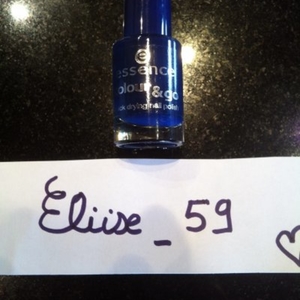 essence
colour&go
quick drying nail polish
Eliise_59